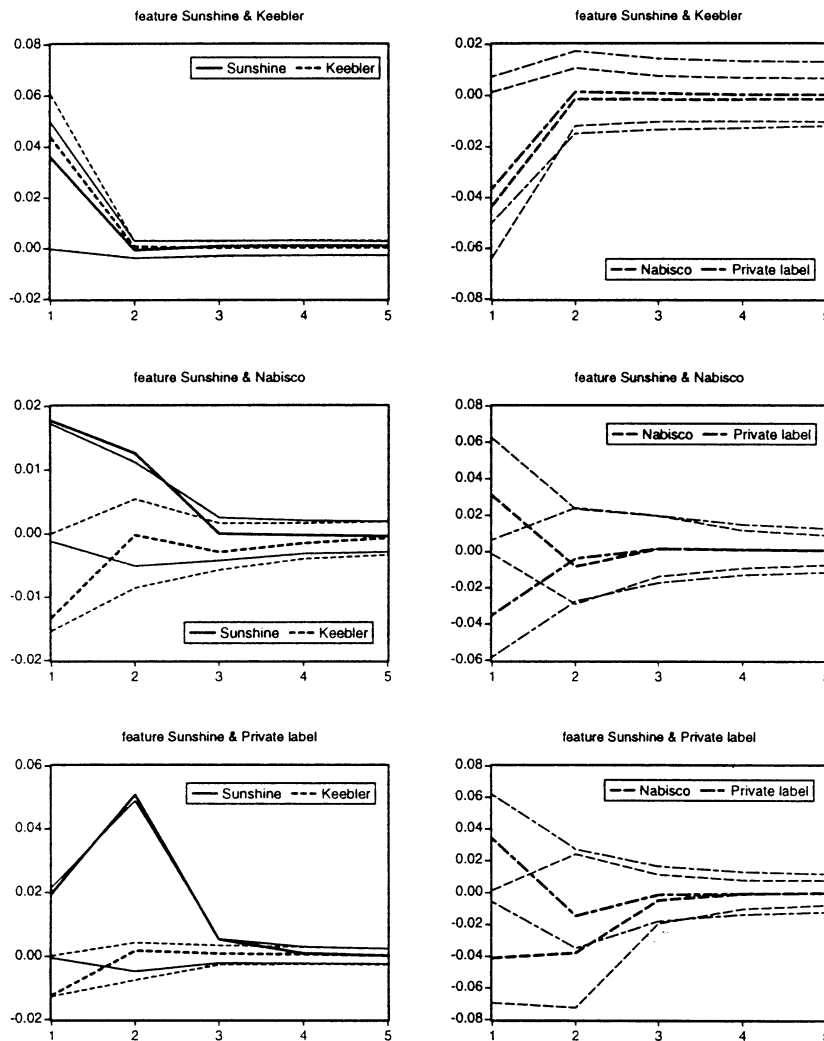 feature Sunshine & Keebler
0.08
0.06
0.04
0.02
0.00
-0.02
Sunshine Keebler
1 2 3 4 5
feature Sunshine & Keebler
0.02
0.00
-0.02
-0.04
-0.06
-0.08
Nabisco Private label
1 2 3 4
feature Sunshine & Nabisco
0.02
0.01
0.00
-0.01
-0.02
Sunshine Keebler
1 2 3 4 5
feature Sunshine & Nabisco
0.08
0.06
0.04
0.02
0.00
-0.02
-0.04
-0.06
Nabisco Private label
1 2 3 4
feature Sunshine & Private label
0.06
0.04
0.02
0.00
-0.02
Sunshine Keebler
1 2 3 4 5
feature Sunshine & Private label
0.08
0.06
0.04
0.02
0.00
-0.02
-0.04
-0.06
-0.08
Nabisco Private label
1 2 3 4